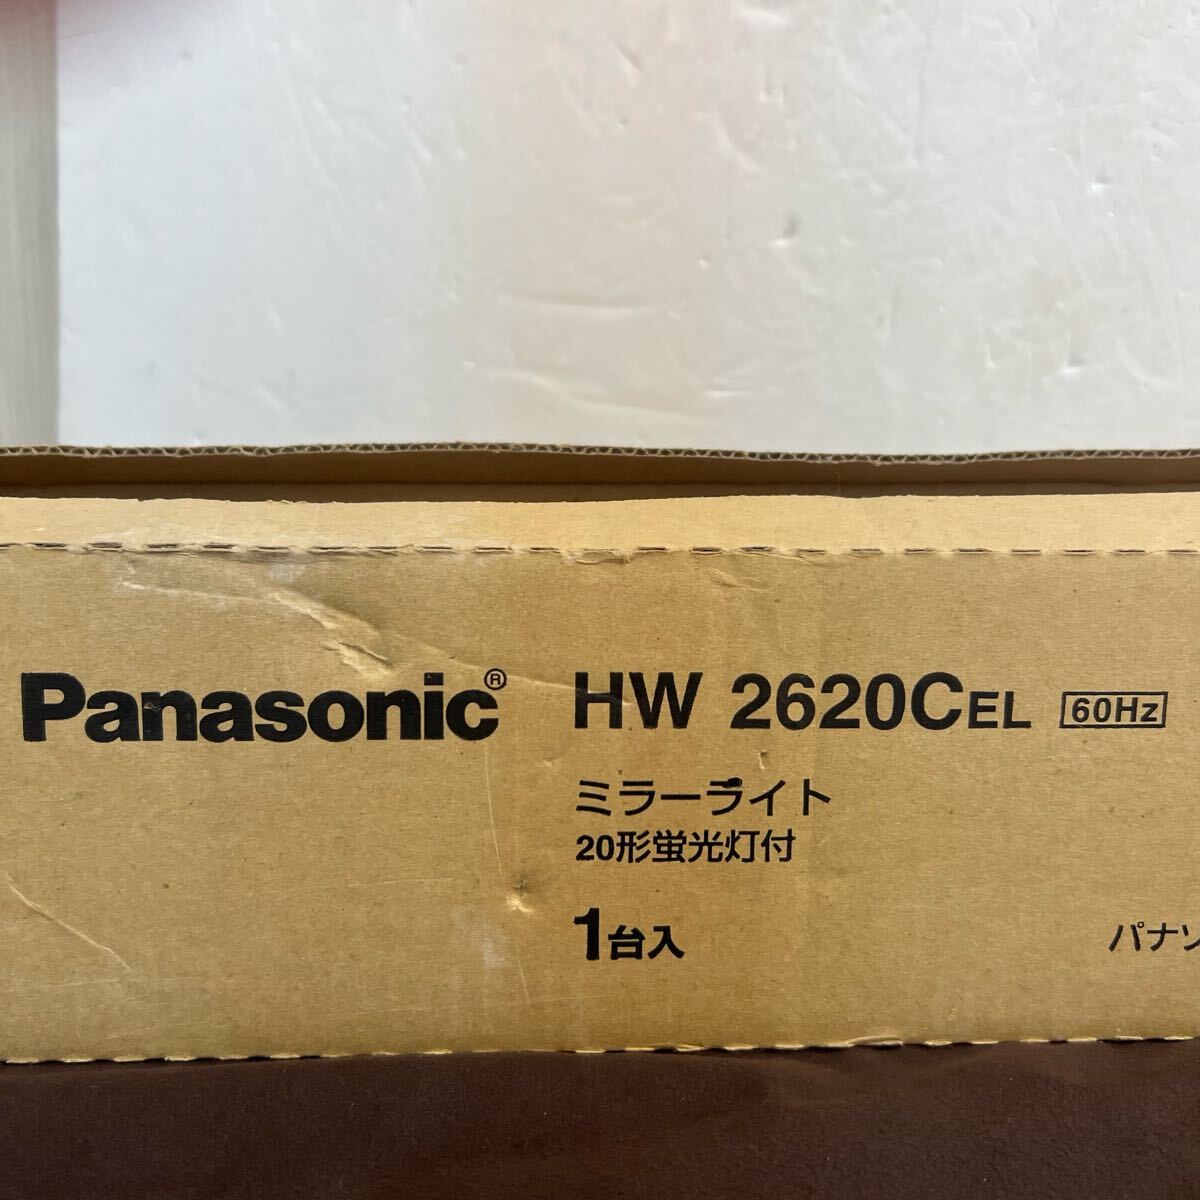 Panasonic® HW 2620CEL 60Hz
ミラーライト
20形蛍光灯付
1台入
パナソ